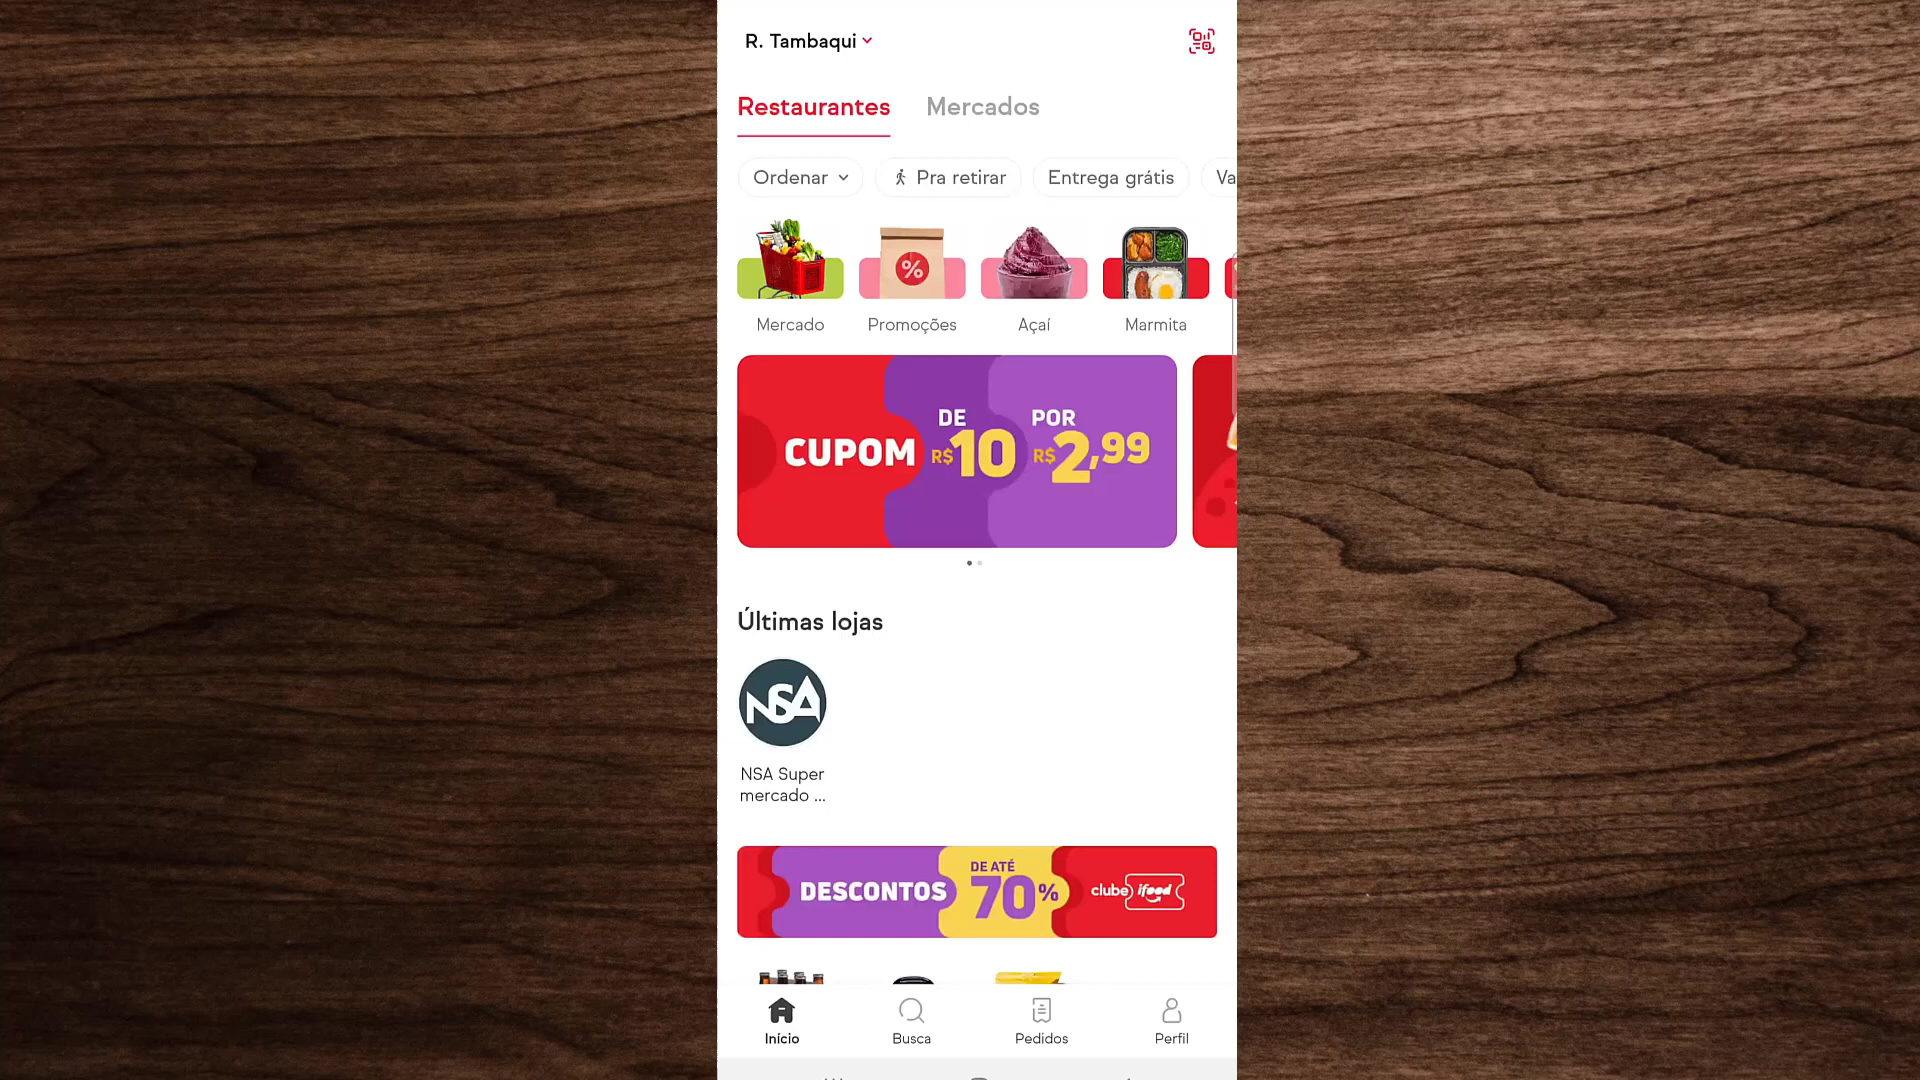 R. Tambaqui
Restaurantes Mercados
Ordenar Pra retirar Entrega grátis Va
%
Mercado Promoções Açaí Marmita
CUPOM DE R$10 POR R$2,99
Últimas lojas
NSA
NSA Super
mercado ...
DESCONTOS DE ATÉ 70% clube ifood
Início Busca Pedidos Perfil